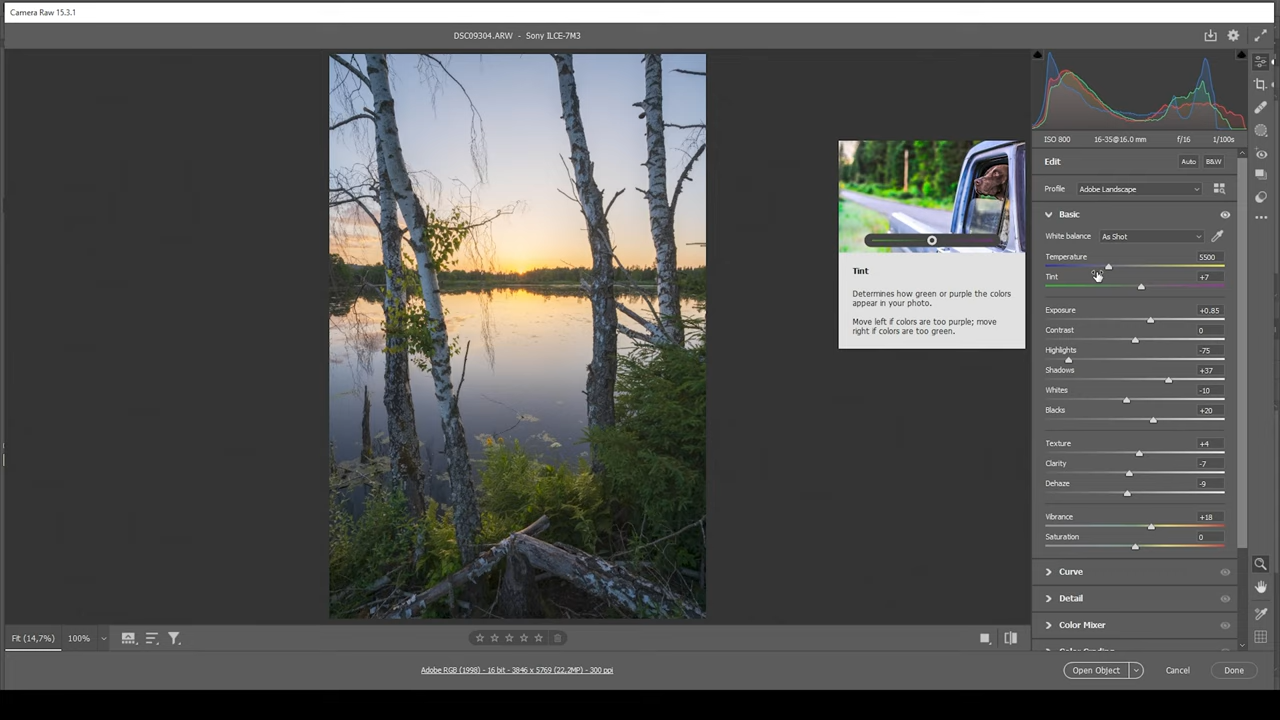 Camera Raw 15.3.1
DSC09304.ARW - Sony ILCE-7M3
ISO 800 16-35@16.0 mm f/16 1/100s
Edit Auto B&W
Profile Adobe Landscape
Basic
White balance As Shot
Temperature 5500
Tint +7
Exposure +0.85
Contrast 0
Highlights -75
Shadows +37
Whites -10
Blacks +20
Texture +4
Clarity -7
Dehaze -9
Vibrance +18
Saturation 0
Curve
Detail
Color Mixer
Color Grading
Tint
Determines how green or purple the colors
appear in your photo.
Move left if colors are too purple; move
right if colors are too green.
Fit (14,7%) 100%
Adobe RGB (1998) - 16 bit - 3846 x 5769 (22.2MP) - 300 ppi
Open Object Cancel Done